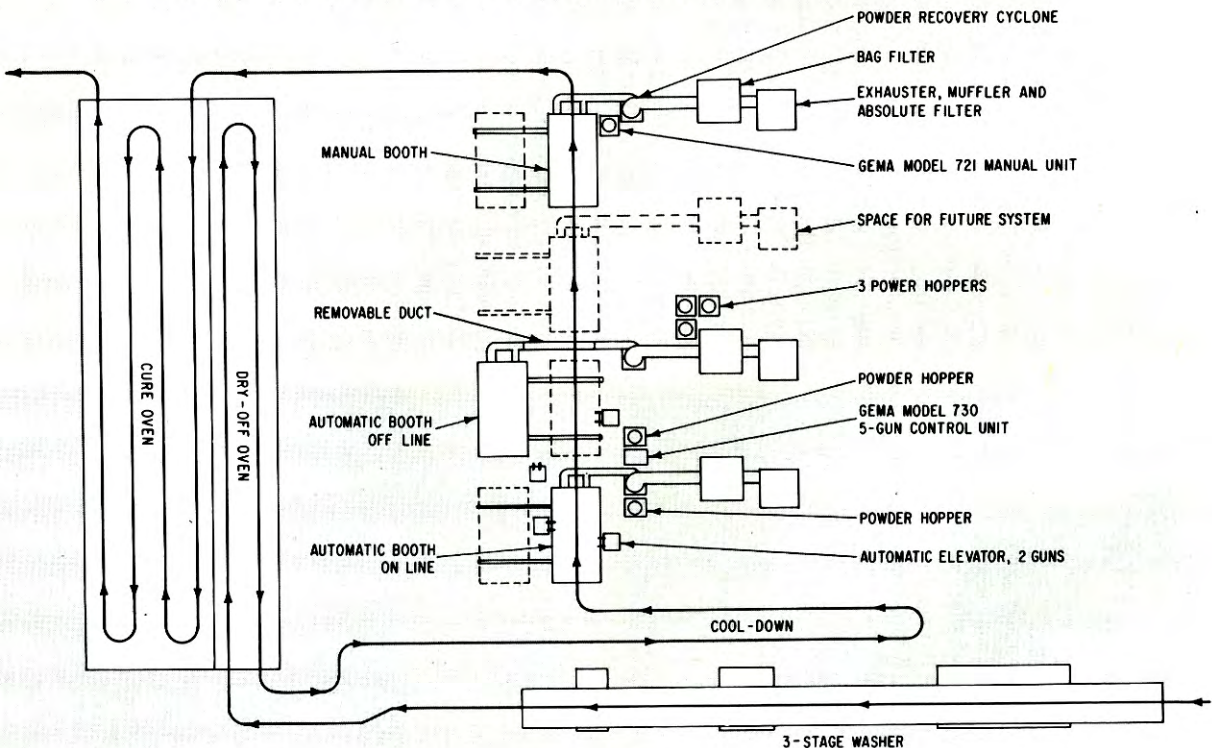 POWDER RECOVERY CYCLONE
BAG FILTER
EXHAUSTER, MUFFLER AND
ABSOLUTE FILTER
MANUAL BOOTH
GEMA MODEL 721 MANUAL UNIT
SPACE FOR FUTURE SYSTEM
3 POWER HOPPERS
REMOVABLE DUCT
POWDER HOPPER
GEMA MODEL 730
5-GUN CONTROL UNIT
AUTOMATIC BOOTH
OFF LINE
CURE OVEN
DRY-OFF OVEN
POWDER HOPPER
AUTOMATIC BOOTH
ON LINE
AUTOMATIC ELEVATOR, 2 GUNS
COOL-DOWN
3-STAGE WASHER